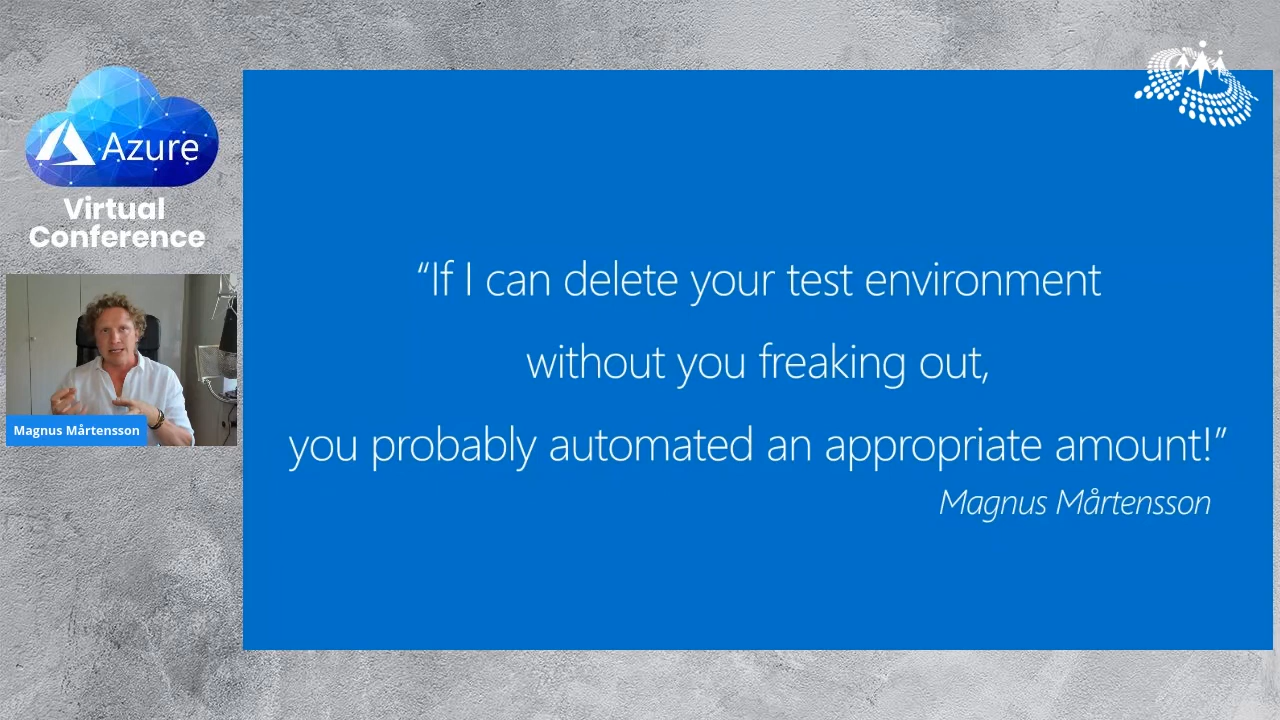 Azure
Virtual
Conference
Magnus Mårtensson
“If I can delete your test environment
without you freaking out,
you probably automated an appropriate amount!”
Magnus Mårtensson